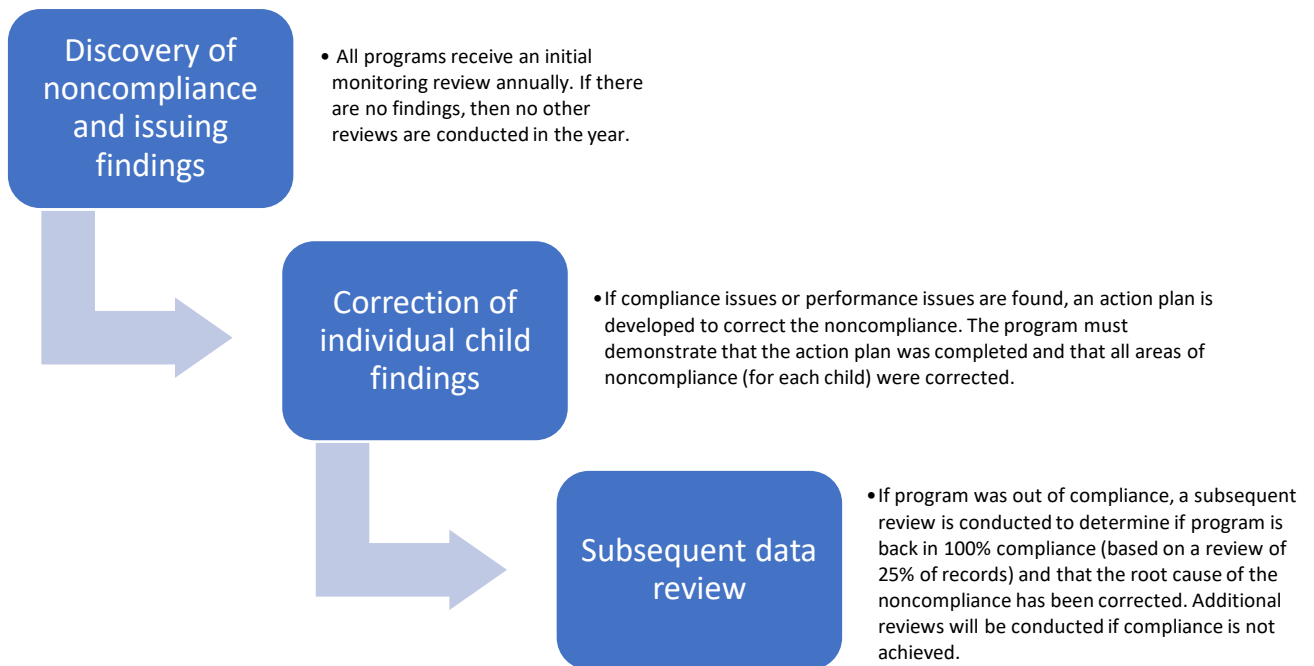 Discovery of
noncompliance
and issuing
findings
• All programs receive an initial
monitoring review annually. If there
are no findings, then no other
reviews are conducted in the year.
Correction of
individual child
findings
•If compliance issues or performance issues are found, an action plan is
developed to correct the noncompliance. The program must
demonstrate that the action plan was completed and that all areas of
noncompliance (for each child) were corrected.
Subsequent data
review
•If program was out of compliance, a subsequent
review is conducted to determine if program is
back in 100% compliance (based on a review of
25% of records) and that the root cause of the
noncompliance has been corrected. Additional
reviews will be conducted if compliance is not
achieved.